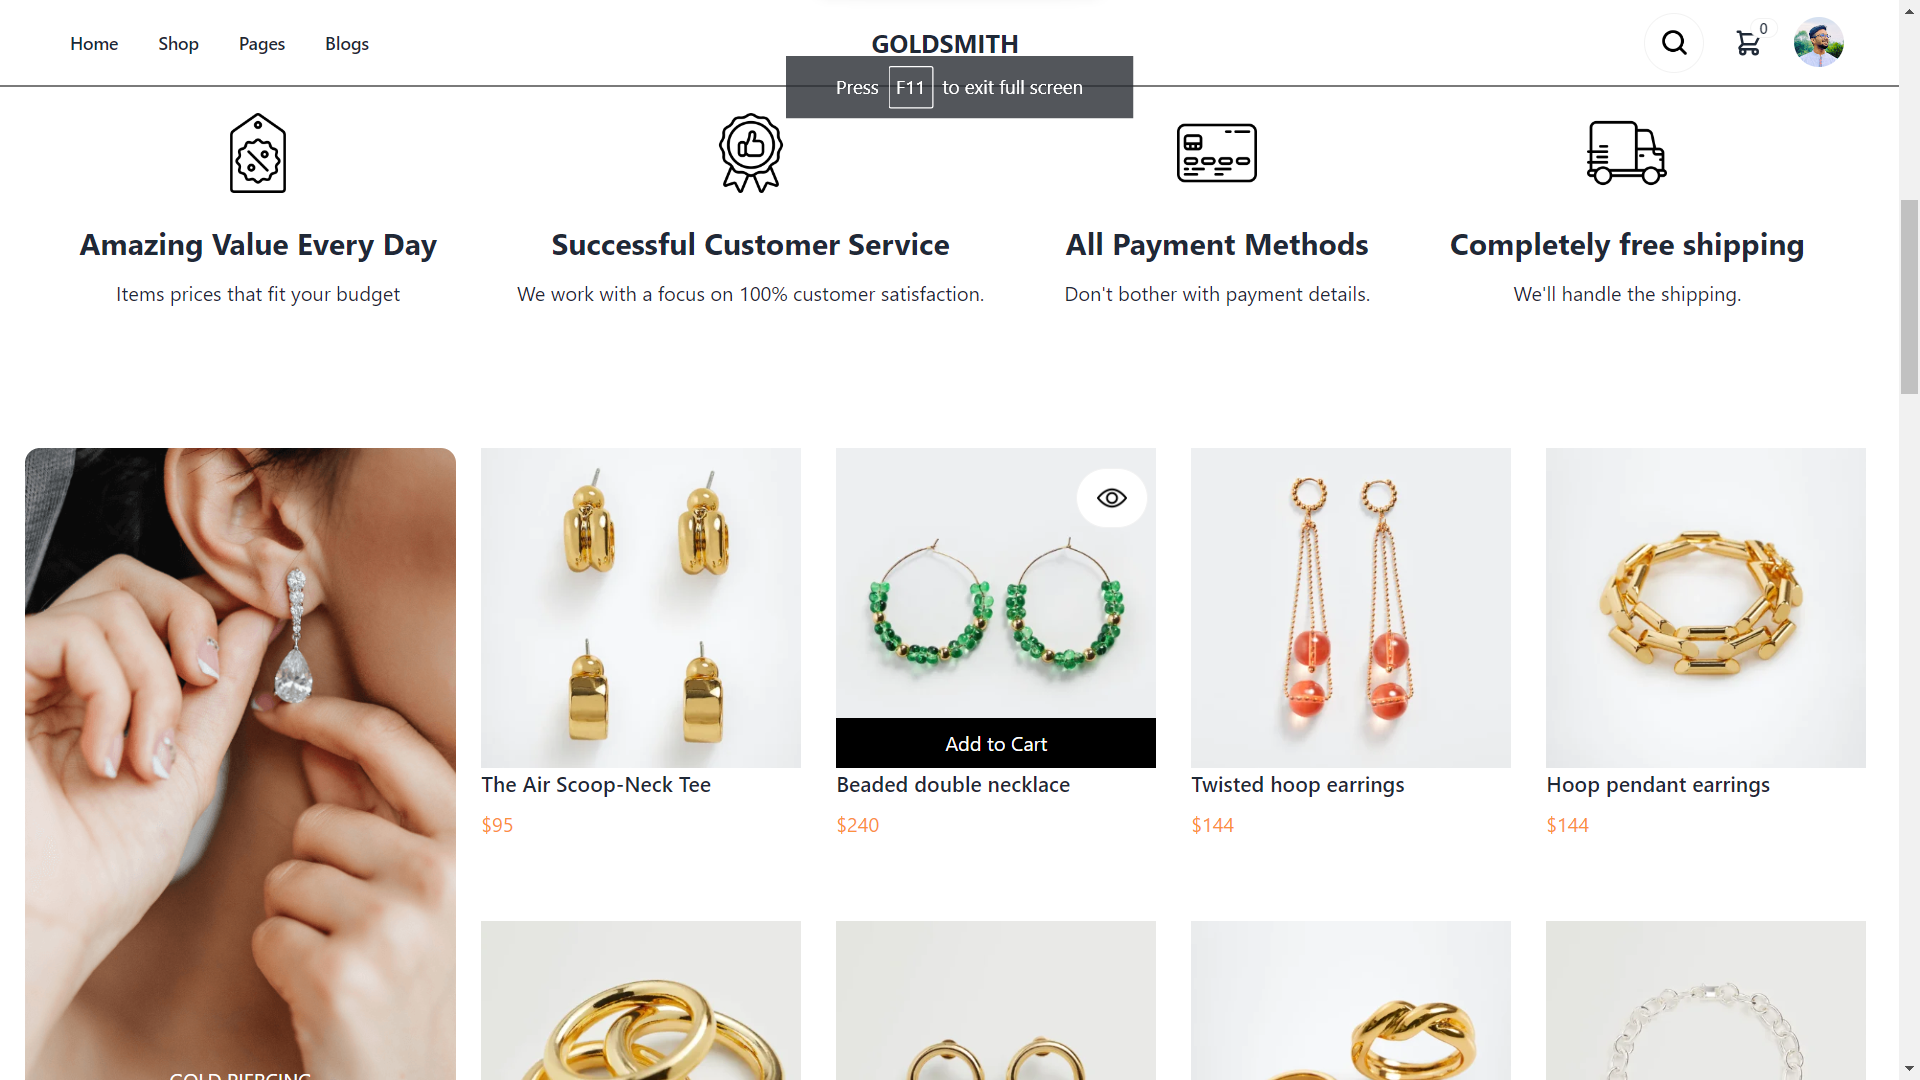 Home Shop Pages Blogs GOLDSMITH 0
Press F11 to exit full screen
Amazing Value Every Day
Items prices that fit your budget
Successful Customer Service
We work with a focus on 100% customer satisfaction.
All Payment Methods
Don't bother with payment details.
Completely free shipping
We'll handle the shipping.
Add to Cart
The Air Scoop-Neck Tee
$95
Beaded double necklace
$240
Twisted hoop earrings
$144
Hoop pendant earrings
$144
GOLD PIERCING